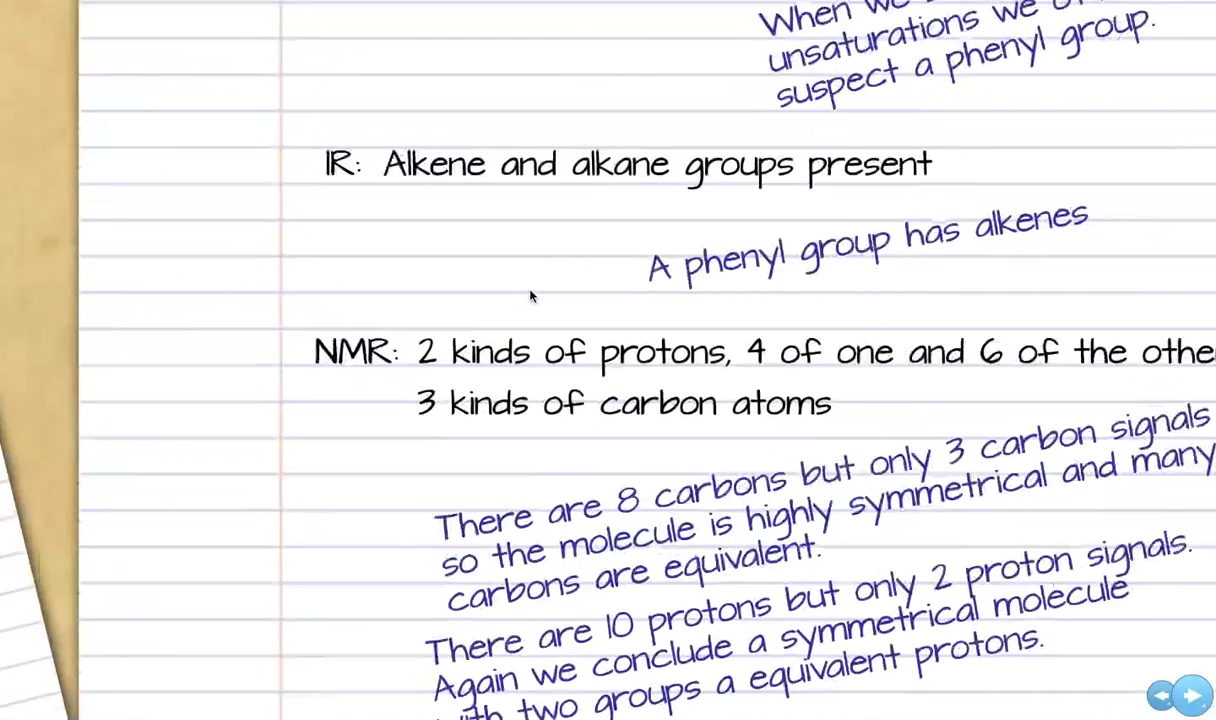 When
unsaturations we
suspect a phenyl group.
IR: Alkene and alkane groups present
A phenyl group has alkenes
NMR: 2 kinds of protons, 4 of one and 6 of the othe
3 kinds of carbon atoms
There are 8 carbons but only 3 carbon signals
so the molecule is highly symmetrical and many
carbons are equivalent.
There are 10 protons but only 2 proton signals.
Again we conclude a symmetrical molecule
with two groups a equivalent protons.